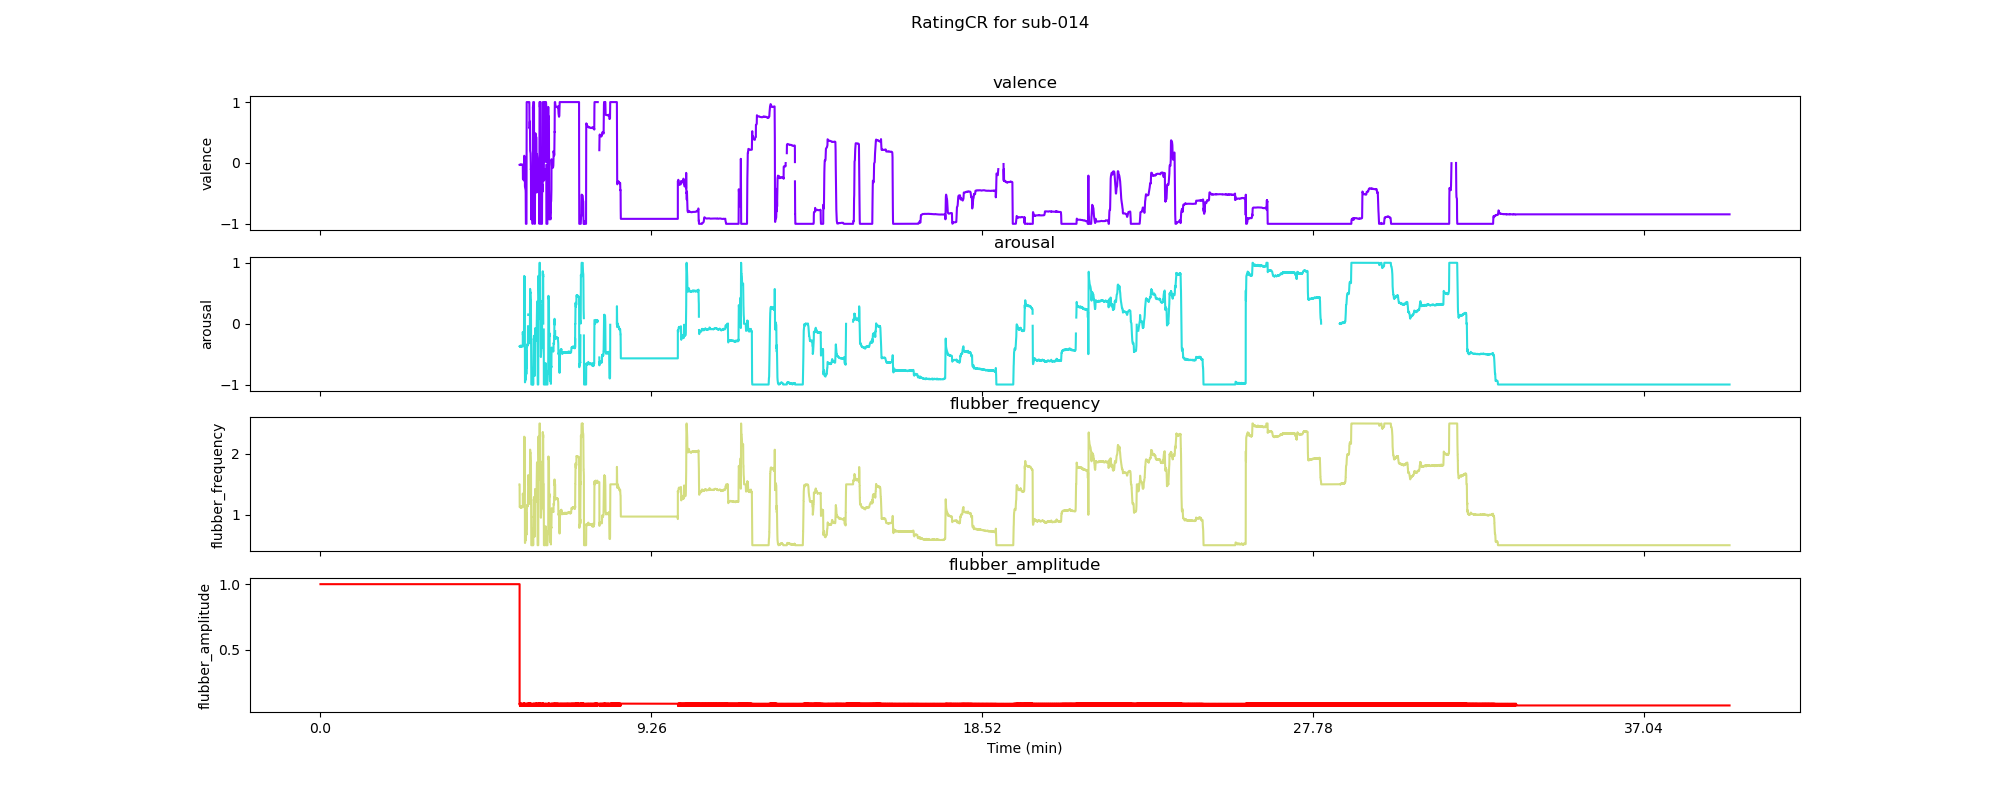 RatingCR for sub-014
valence
1
0
−1
valence
arousal
1
0
−1
arousal
flubber_frequency
2
1
flubber_frequency
flubber_amplitude
1.0
0.5
flubber_amplitude
0.0 9.26 18.52 27.78 37.04
Time (min)